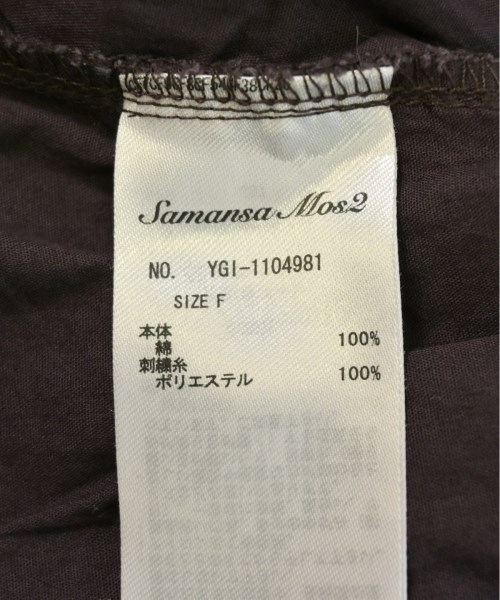 Samansa Mos2
NO. YGI-1104981
SIZE F
本体
綿 100%
刺繍糸
ポリエステル 100%